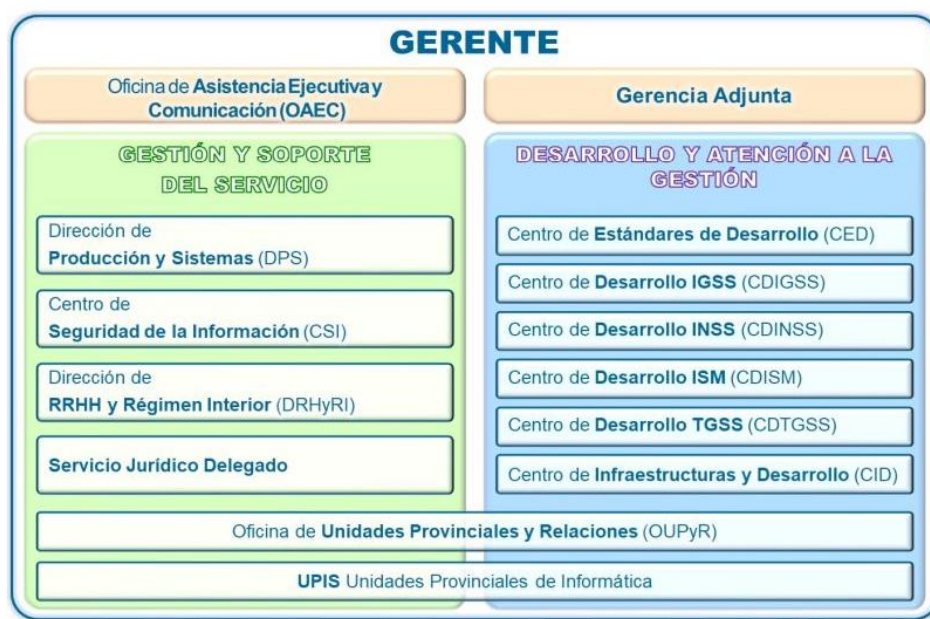 GERENTE
Oficina de Asistencia Ejecutiva y
Comunicación (OAEC)
Gerencia Adjunta
GESTIÓN Y SOPORTE
DEL SERVICIO
Dirección de
Producción y Sistemas (DPS)
Centro de
Seguridad de la Información (CSI)
Dirección de
RRHH y Régimen Interior (DRHyRI)
Servicio Jurídico Delegado
DESARROLLO Y ATENCIÓN A LA
GESTIÓN
Centro de Estándares de Desarrollo (CED)
Centro de Desarrollo IGSS (CDIGSS)
Centro de Desarrollo INSS (CDINSS)
Centro de Desarrollo ISM (CDISM)
Centro de Desarrollo TGSS (CDTGSS)
Centro de Infraestructuras y Desarrollo (CID)
Oficina de Unidades Provinciales y Relaciones (OUPyR)
UPIS Unidades Provinciales de Informática